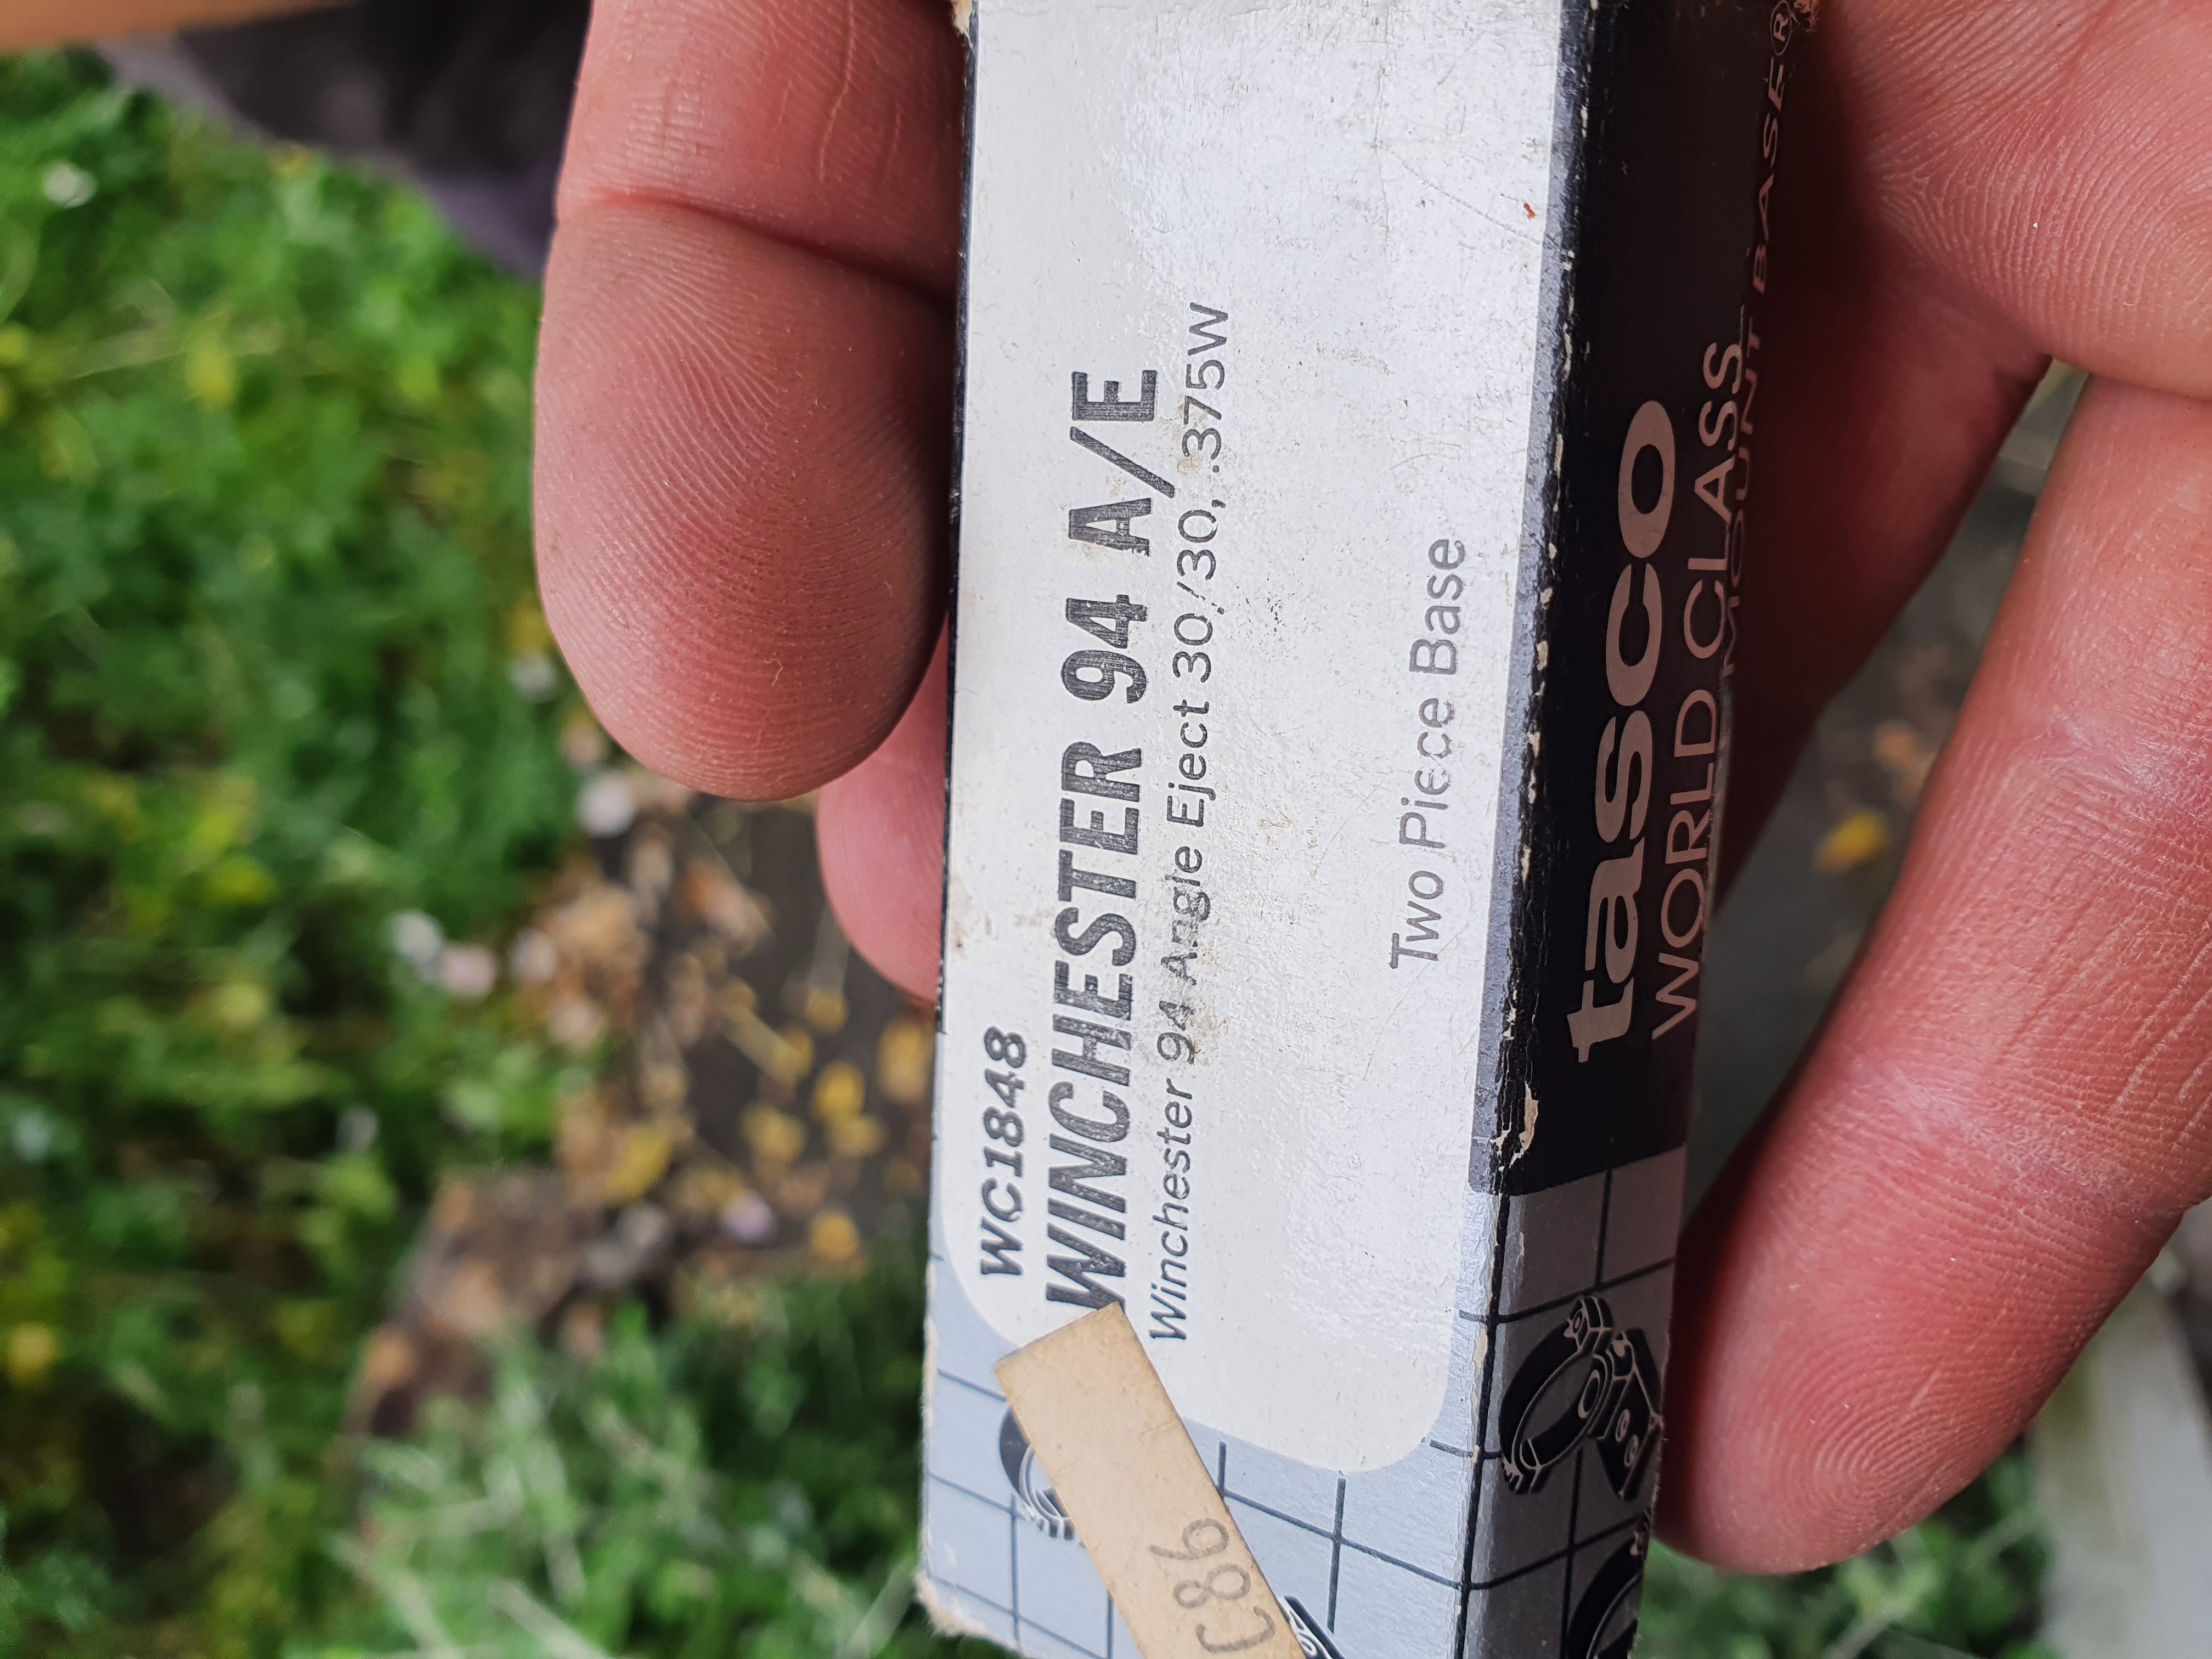 WC1848
WINCHESTER 94 A/E
Winchester 94 Angle Eject 30/30, .375W
Two Piece Base
tasco
WORLD CLASS
MOUNT BASE®
C86